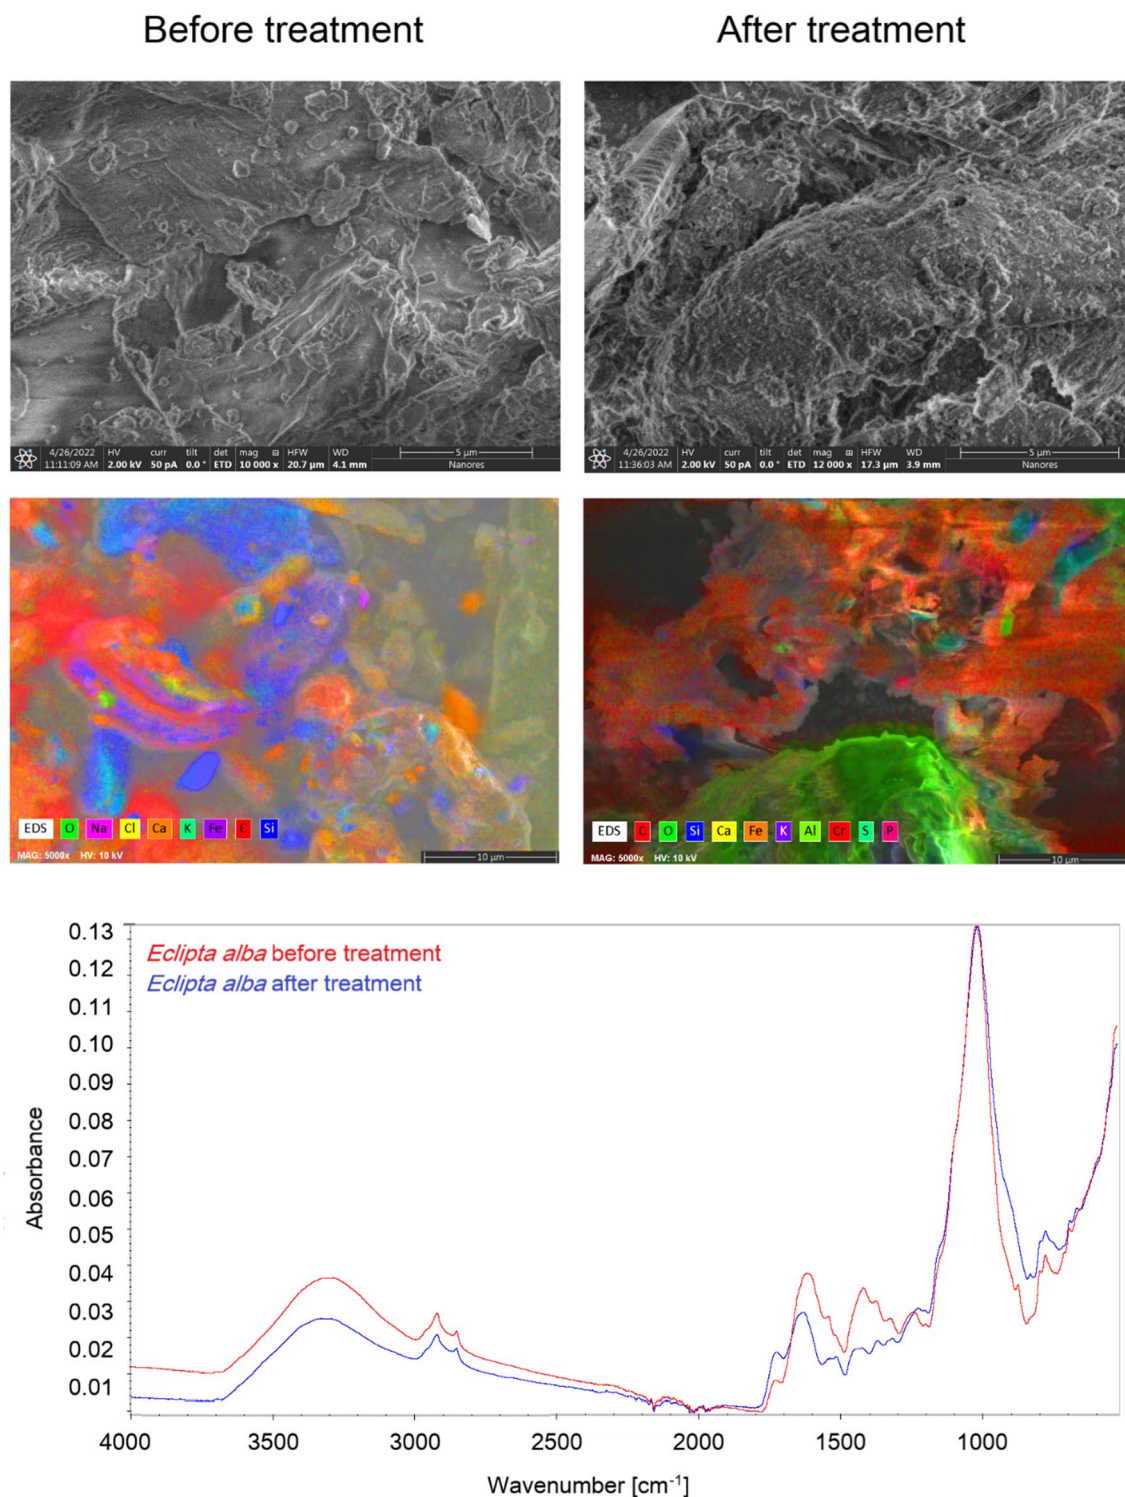 Before treatment
After treatment
4/26/2022 HV curr tilt det mag HFW WD 5 µm
11:11:09 AM 2.00 kV 50 pA 0.0 ° ETD 10 000 x 20.7 µm 4.1 mm Nanores
4/26/2022 HV curr tilt det mag HFW WD 5 µm
11:36:03 AM 2.00 kV 50 pA 0.0 ° ETD 12 000 x 17.3 µm 3.9 mm Nanores
EDS O Na Cl Ca K Fe C Si
MAG: 5000x HV: 10 kV 10 µm
EDS C O Si Ca Fe K Al Cr S P
MAG: 5000x HV: 10 kV 10 µm
Eclipta alba before treatment
Eclipta alba after treatment
0.13
0.12
0.11
0.10
0.09
0.08
0.07
0.06
0.05
0.04
0.03
0.02
0.01
Absorbance
4000 3500 3000 2500 2000 1500 1000
Wavenumber [cm⁻¹]